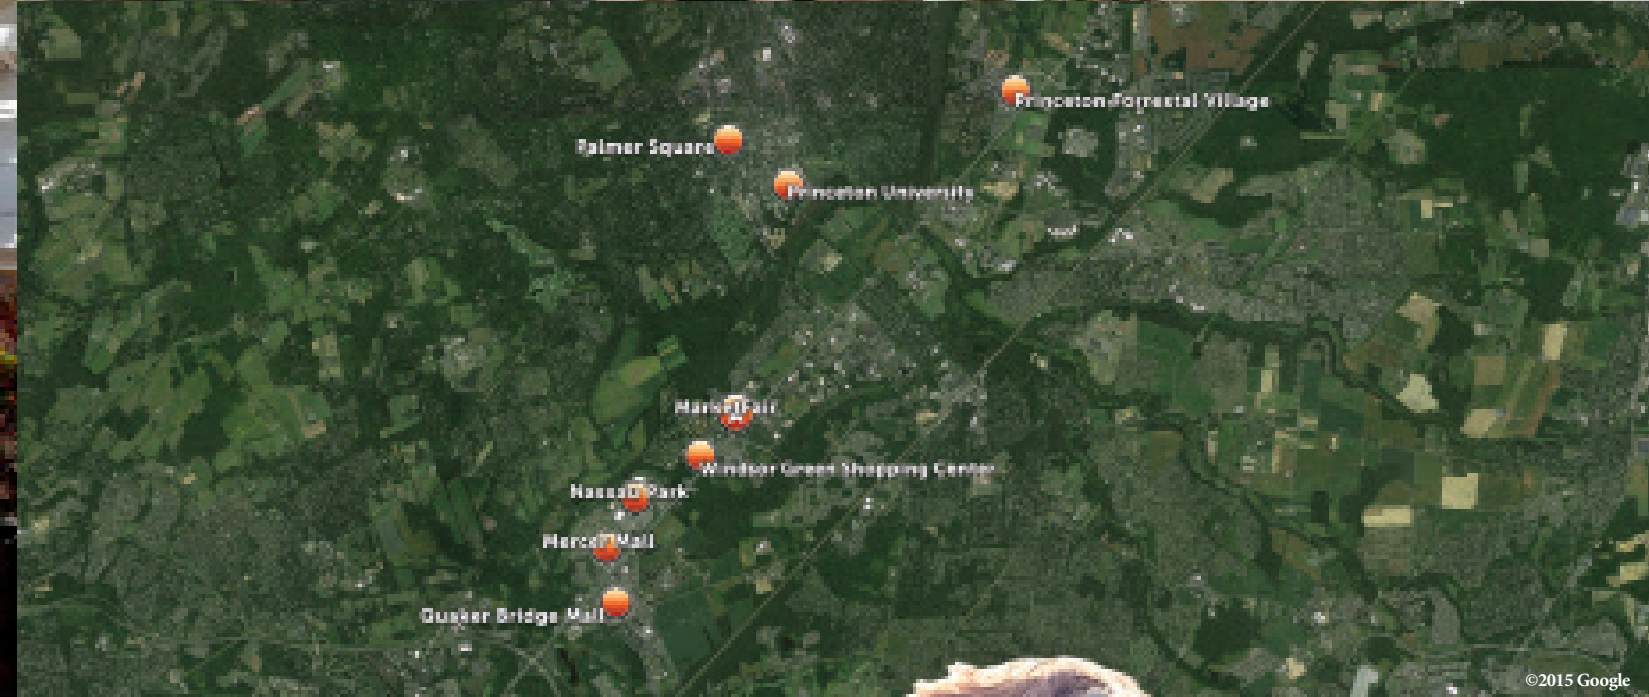 Princeton Forrestal Village
Palmer Square
Princeton University
MarketFair
Windsor Green Shopping Center
Nassau Park
Mercer Mall
Quaker Bridge Mall
©2015 Google